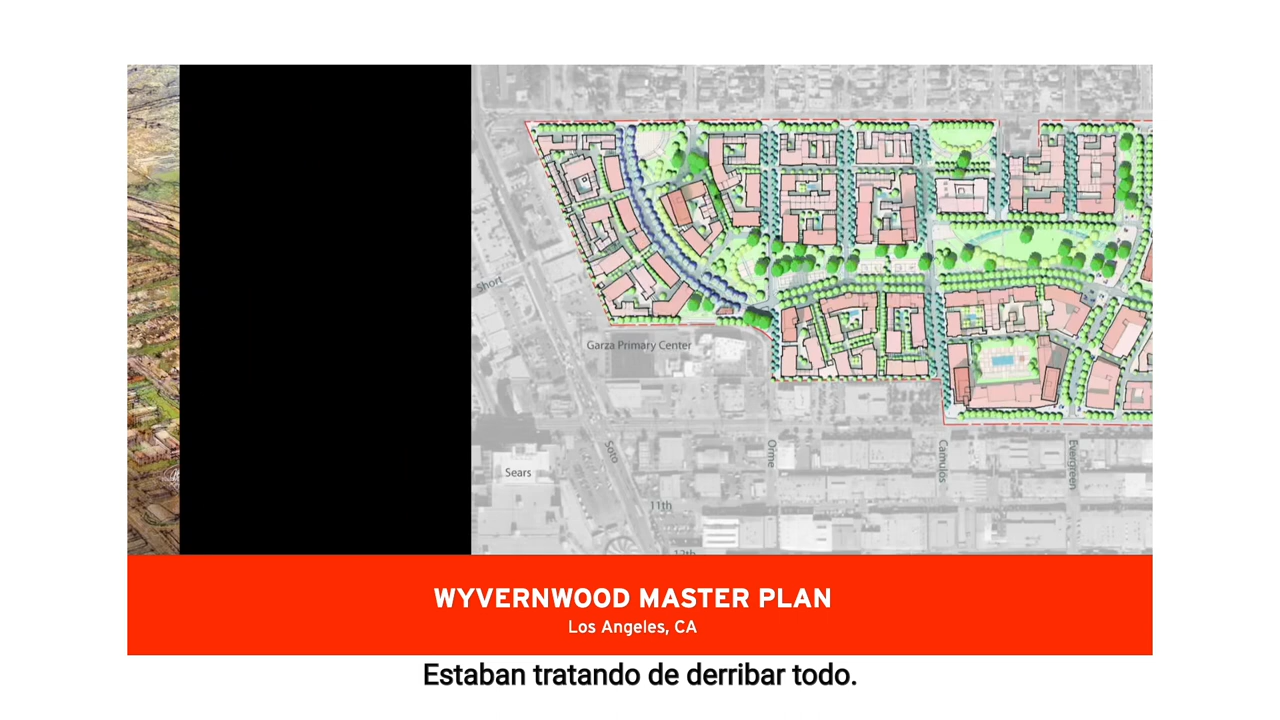 Short
Garza Primary Center
Soto
Orme
Camulos
Evergreen
Sears
11th
12th
WYVERNWOOD MASTER PLAN
Los Angeles, CA
Estaban tratando de derribar todo.